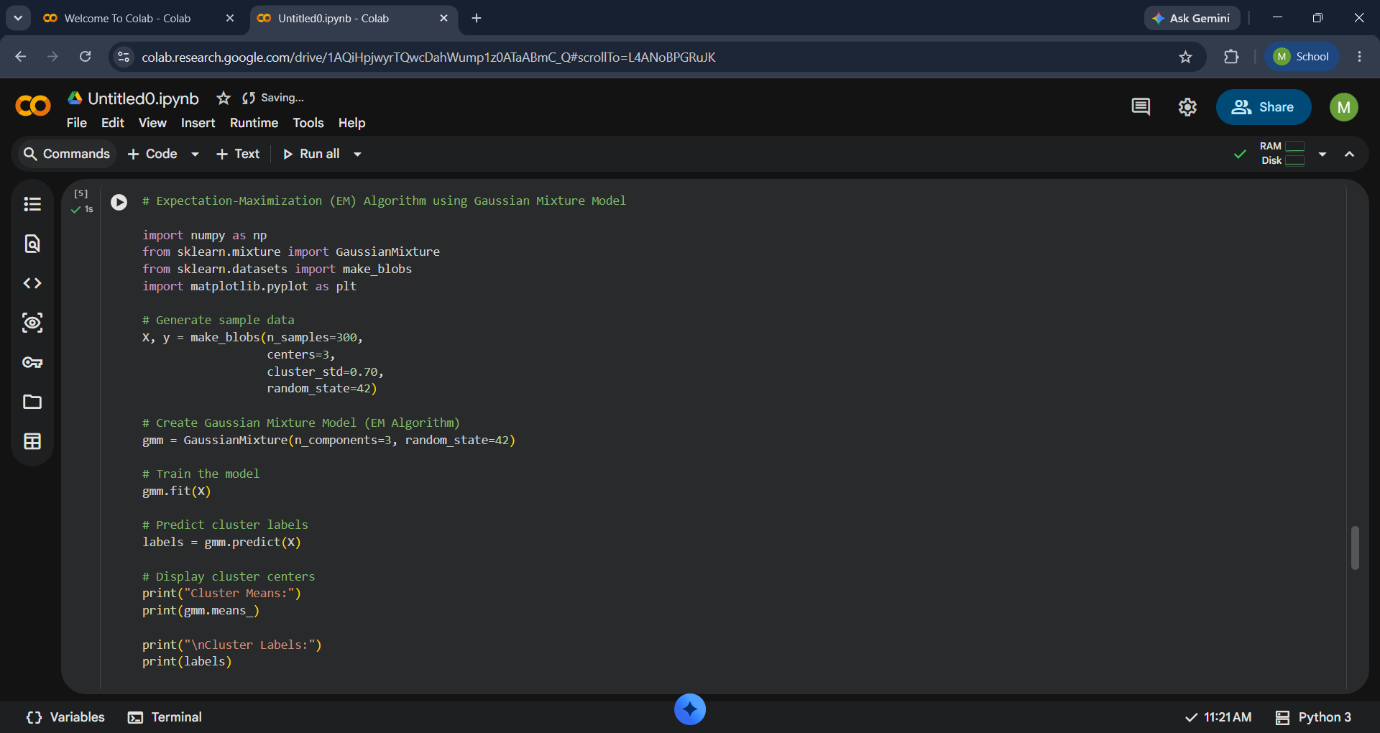 Welcome To Colab - Colab
Untitled0.ipynb - Colab
Ask Gemini
colab.research.google.com/drive/1AQiHpjwyrTQwcDahWump1z0ATaABmC_Q#scrollTo=L4ANoBPGRuJK
M School
CO Untitled0.ipynb Saving...
File Edit View Insert Runtime Tools Help
Share
M
Commands + Code + Text Run all
RAM
Disk
[5]
1s
# Expectation-Maximization (EM) Algorithm using Gaussian Mixture Model
import numpy as np
from sklearn.mixture import GaussianMixture
from sklearn.datasets import make_blobs
import matplotlib.pyplot as plt
# Generate sample data
X, y = make_blobs(n_samples=300,
centers=3,
cluster_std=0.70,
random_state=42)
# Create Gaussian Mixture Model (EM Algorithm)
gmm = GaussianMixture(n_components=3, random_state=42)
# Train the model
gmm.fit(X)
# Predict cluster labels
labels = gmm.predict(X)
# Display cluster centers
print("Cluster Means:")
print(gmm.means_)
print("\nCluster Labels:")
print(labels)
{} Variables Terminal
11:21 AM Python 3